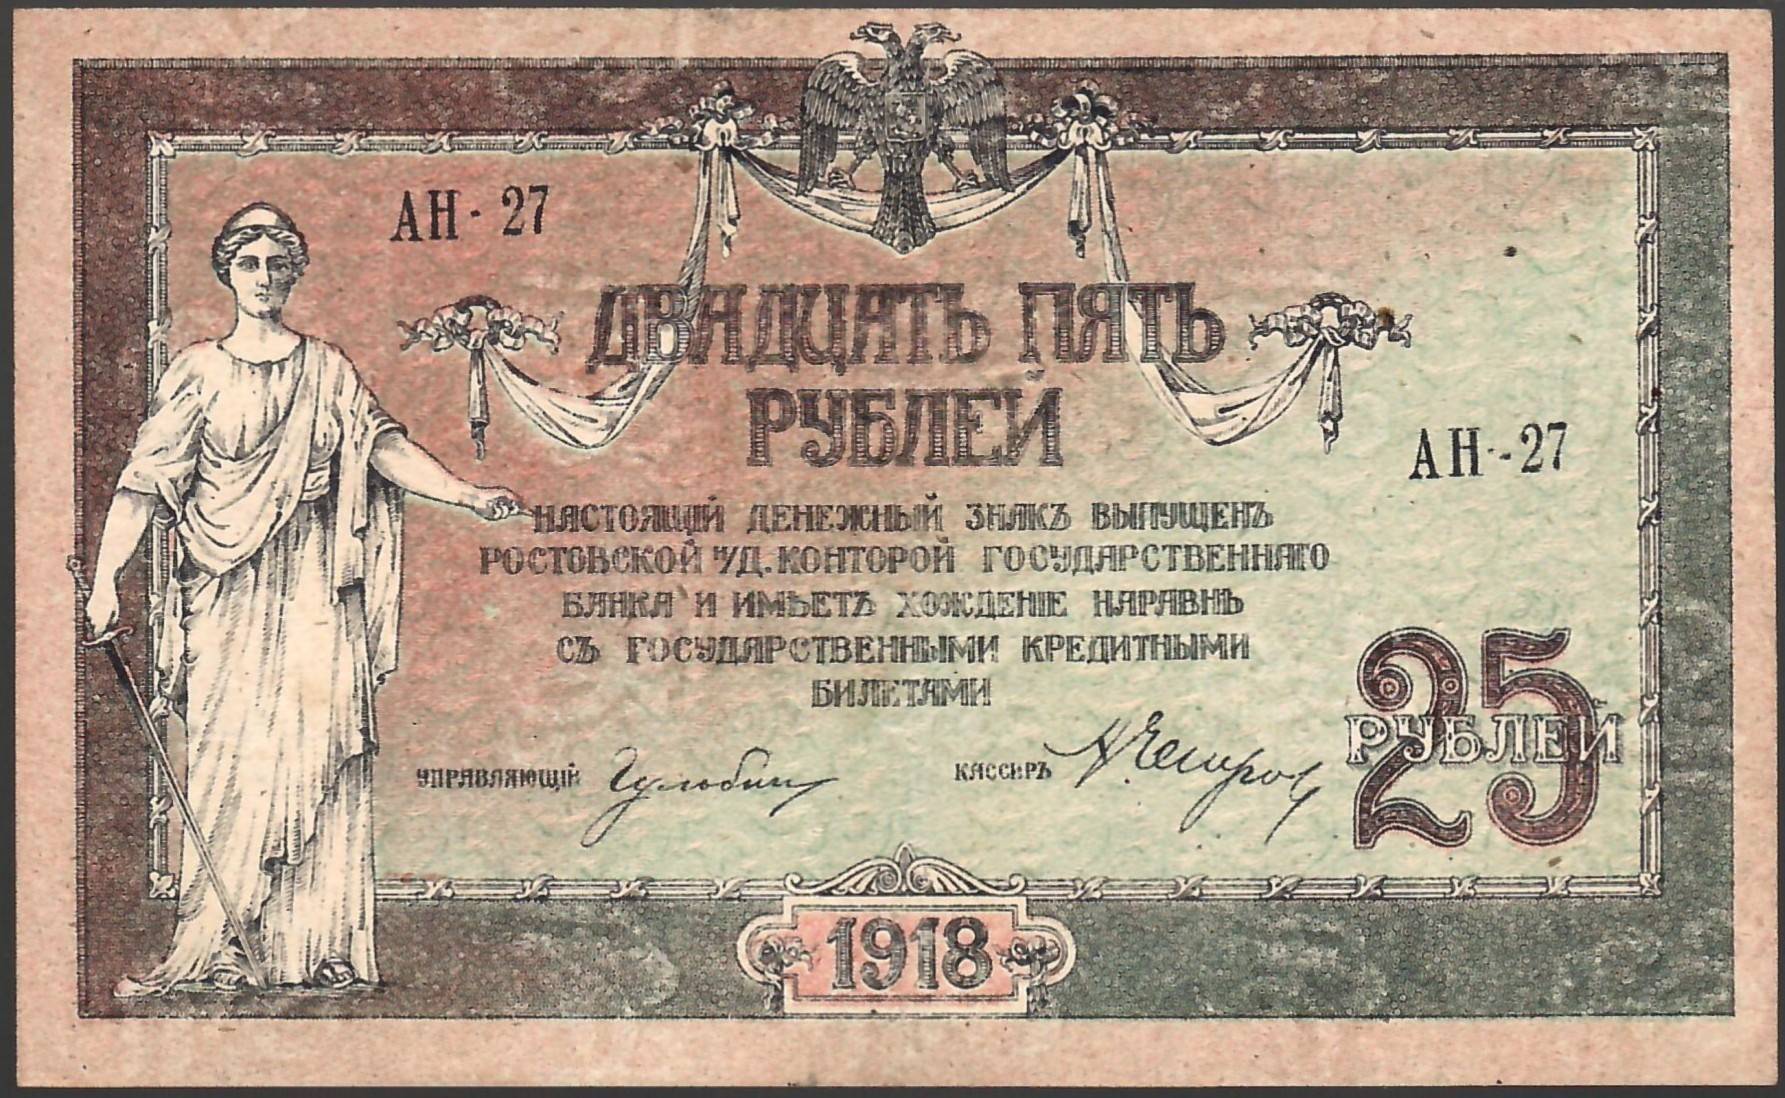 АН - 27
ДВАДЦАТЬ ПЯТЬ
РУБЛЕЙ
АН - 27
НАСТОЯЩІЙ ДЕНЕЖНЫЙ ЗНАКЪ ВЫПУЩЕНЪ
РОСТОВСКОЙ Н/Д. КОНТОРОЙ ГОСУДАРСТВЕННАГО
БАНКА И ИМѢЕТЪ ХОЖДЕНІЕ НАРАВНѢ
СЪ ГОСУДАРСТВЕННЫМИ КРЕДИТНЫМИ
БИЛЕТАМИ
25
РУБЛЕЙ
УПРАВЛЯЮЩІЙ
КАССИРЪ
1918